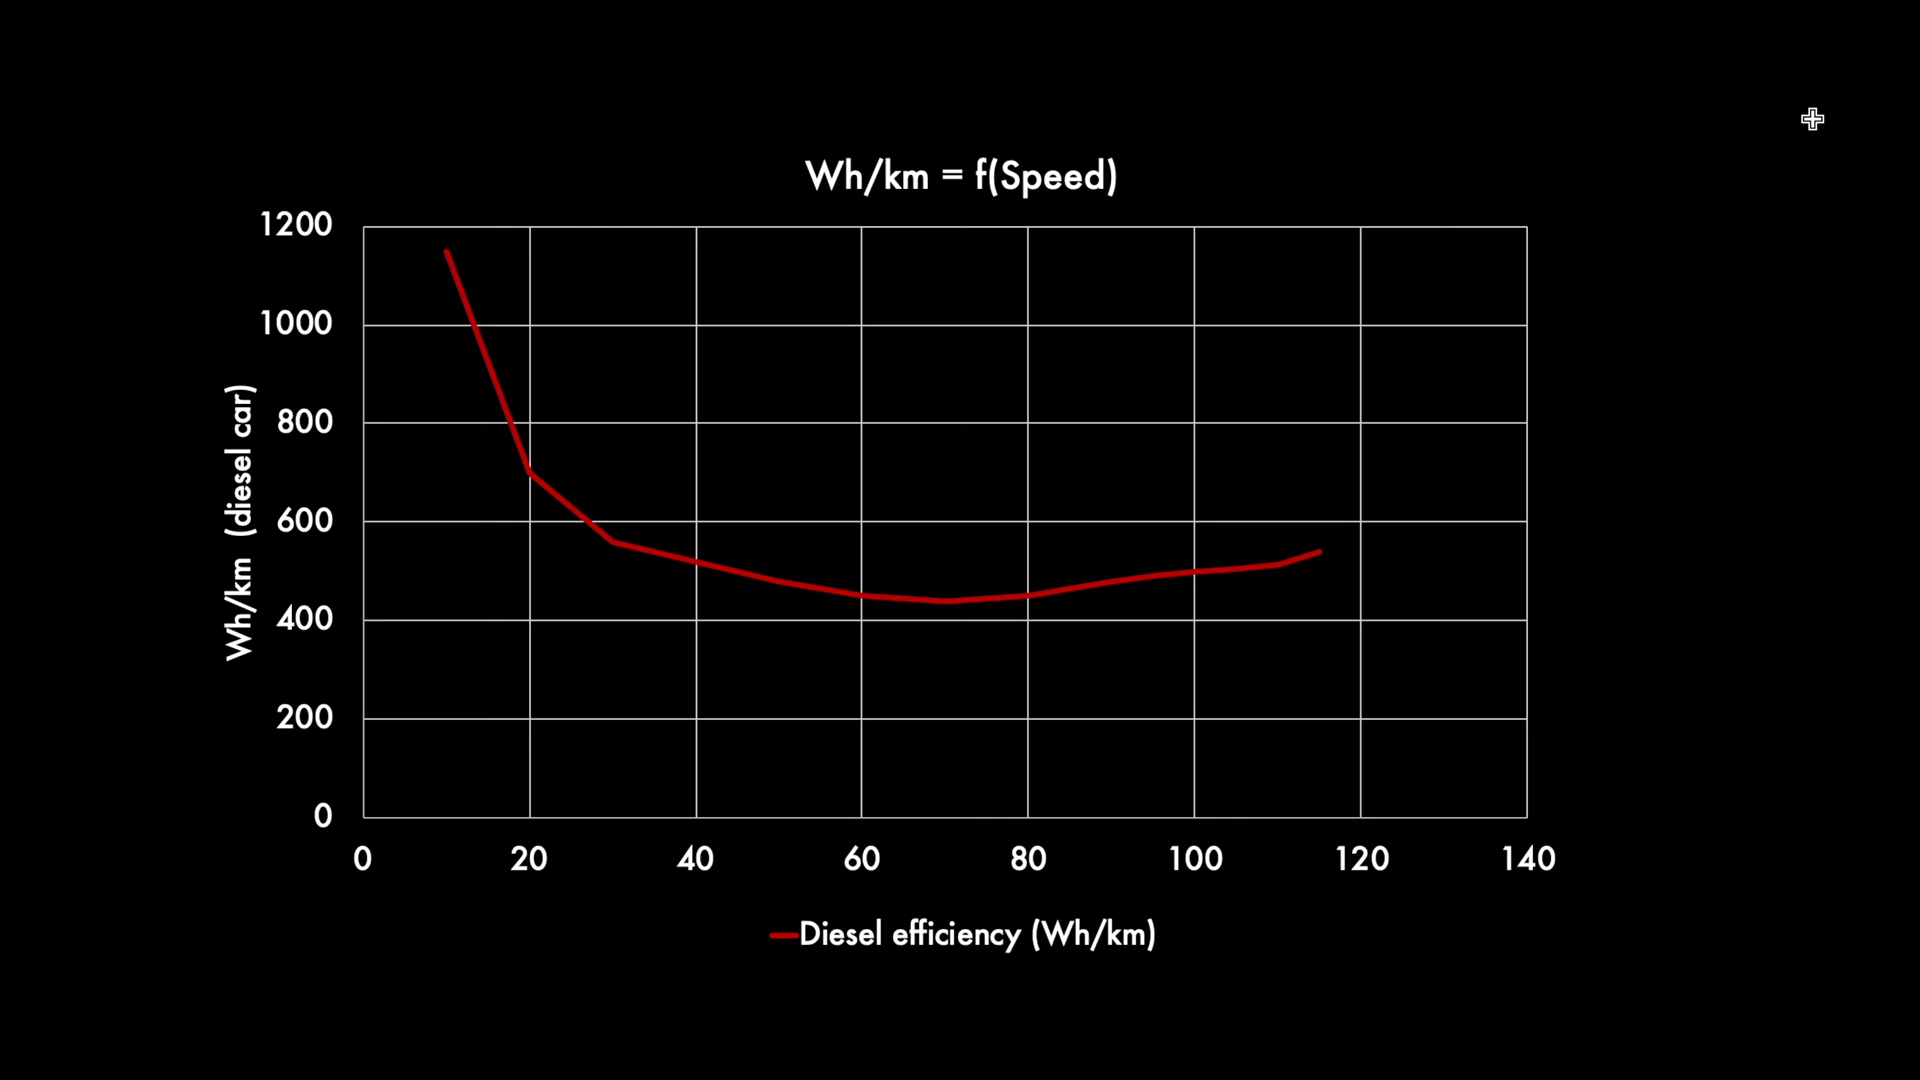 Wh/km = f(Speed)
1200
1000
800
600
400
200
0
Wh/km (diesel car)
0 20 40 60 80 100 120 140
Diesel efficiency (Wh/km)